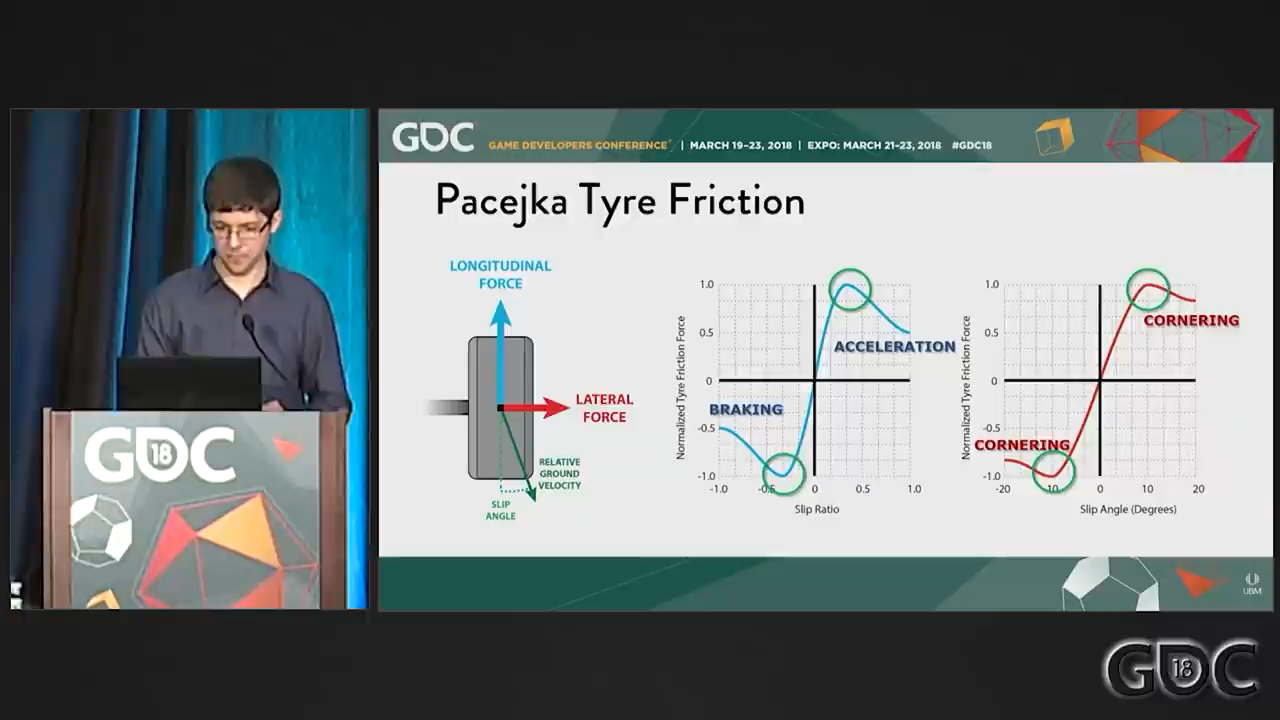 GDC GAME DEVELOPERS CONFERENCE | MARCH 19–23, 2018 | EXPO: MARCH 21–23, 2018 #GDC18
Pacejka Tyre Friction
LONGITUDINAL
FORCE
LATERAL
FORCE
RELATIVE
GROUND
VELOCITY
SLIP
ANGLE
Normalized Tyre Friction Force
1.0
0.5
0
-0.5
-1.0
ACCELERATION
BRAKING
-1.0 -0.5 0 0.5 1.0
Slip Ratio
Normalized Tyre Friction Force
1.0
0.5
0
-0.5
-1.0
CORNERING
CORNERING
-20 -10 0 10 20
Slip Angle (Degrees)
UBM
GDC
18
GDC
18